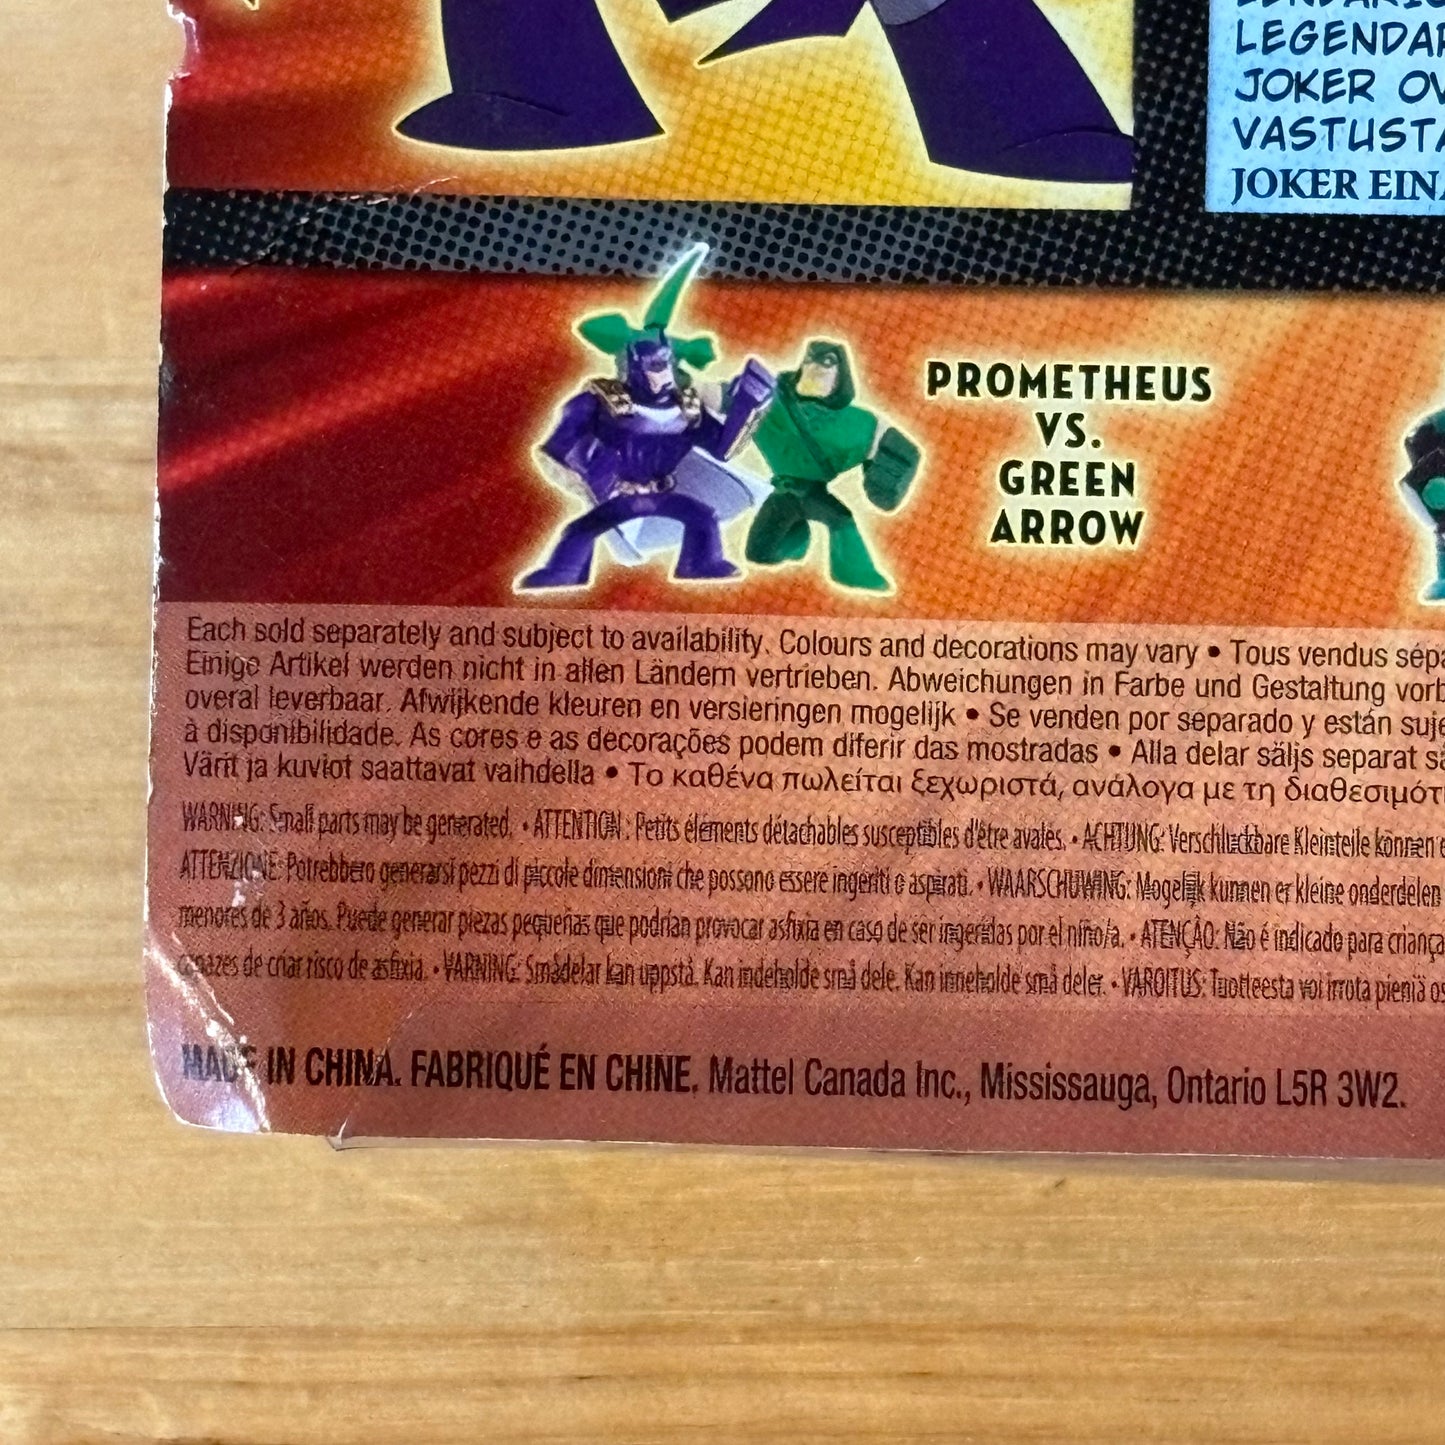 LEGENDAR
JOKER OV
VASTUSTA
JOKER EINA
PROMETHEUS
VS.
GREEN
ARROW
Each sold separately and subject to availability. Colours and decorations may vary • Tous vendus sépa
Einige Artikel werden nicht in allen Ländern vertrieben. Abweichungen in Farbe und Gestaltung vorb
overal leverbaar. Afwijkende kleuren en versieringen mogelijk • Se venden por separado y están suje
à disponibilidade. As cores e as decorações podem diferir das mostradas • Alla delar säljs separat sä
Värit ja kuviot saattavat vaihdella • Το καθένα πωλείται ξεχωριστά, ανάλογα με τη διαθεσιμότη
WARNING: Small parts may be generated. • ATTENTION : Petits éléments détachables susceptibles d'être avalés. • ACHTUNG: Verschluckbare Kleinteile können e
ATTENZIONE: Potrebbero generarsi pezzi di piccole dimensioni che possono essere ingeriti o aspirati. • WAARSCHUWING: Mogelijk kunnen er kleine onderdelen
menores de 3 años. Puede generar piezas pequeñas que podrían provocar asfixia en caso de ser ingeridas por el niño/a. • ATENÇÃO: Não é indicado para criança
capazes de criar risco de asfixia. • VARNING: Smådelar kan uppstå. Kan indeholde små dele. Kan inneholde små deler. • VAROITUS: Tuotteesta voi irrota pieniä os
MADE IN CHINA. FABRIQUÉ EN CHINE. Mattel Canada Inc., Mississauga, Ontario L5R 3W2.